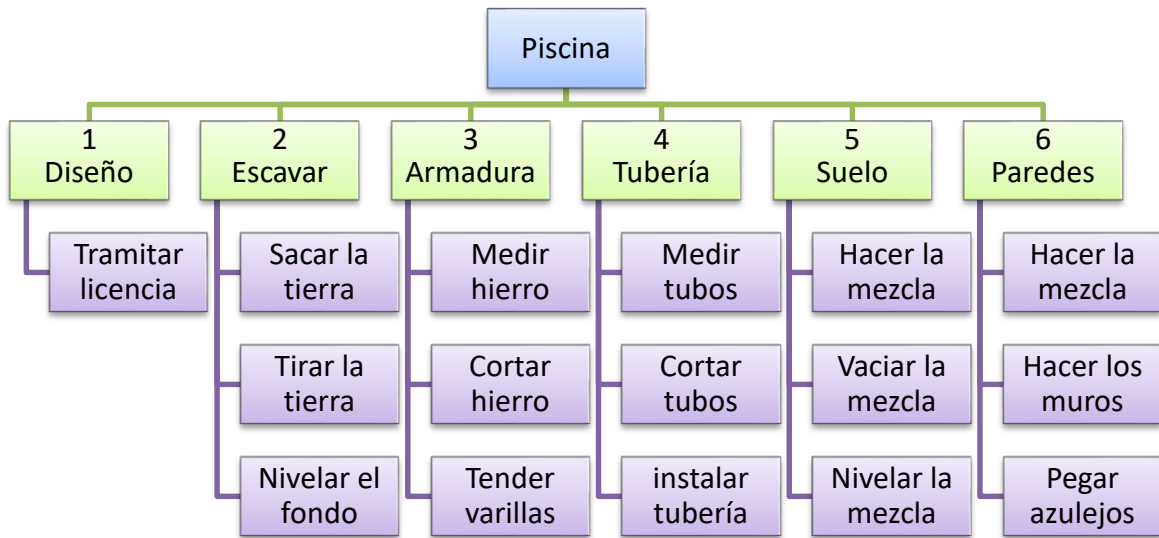 Piscina
1
Diseño
Tramitar
licencia
2
Escavar
Sacar la
tierra
Tirar la
tierra
Nivelar el
fondo
3
Armadura
Medir
hierro
Cortar
hierro
Tender
varillas
4
Tubería
Medir
tubos
Cortar
tubos
instalar
tubería
5
Suelo
Hacer la
mezcla
Vaciar la
mezcla
Nivelar la
mezcla
6
Paredes
Hacer la
mezcla
Hacer los
muros
Pegar
azulejos